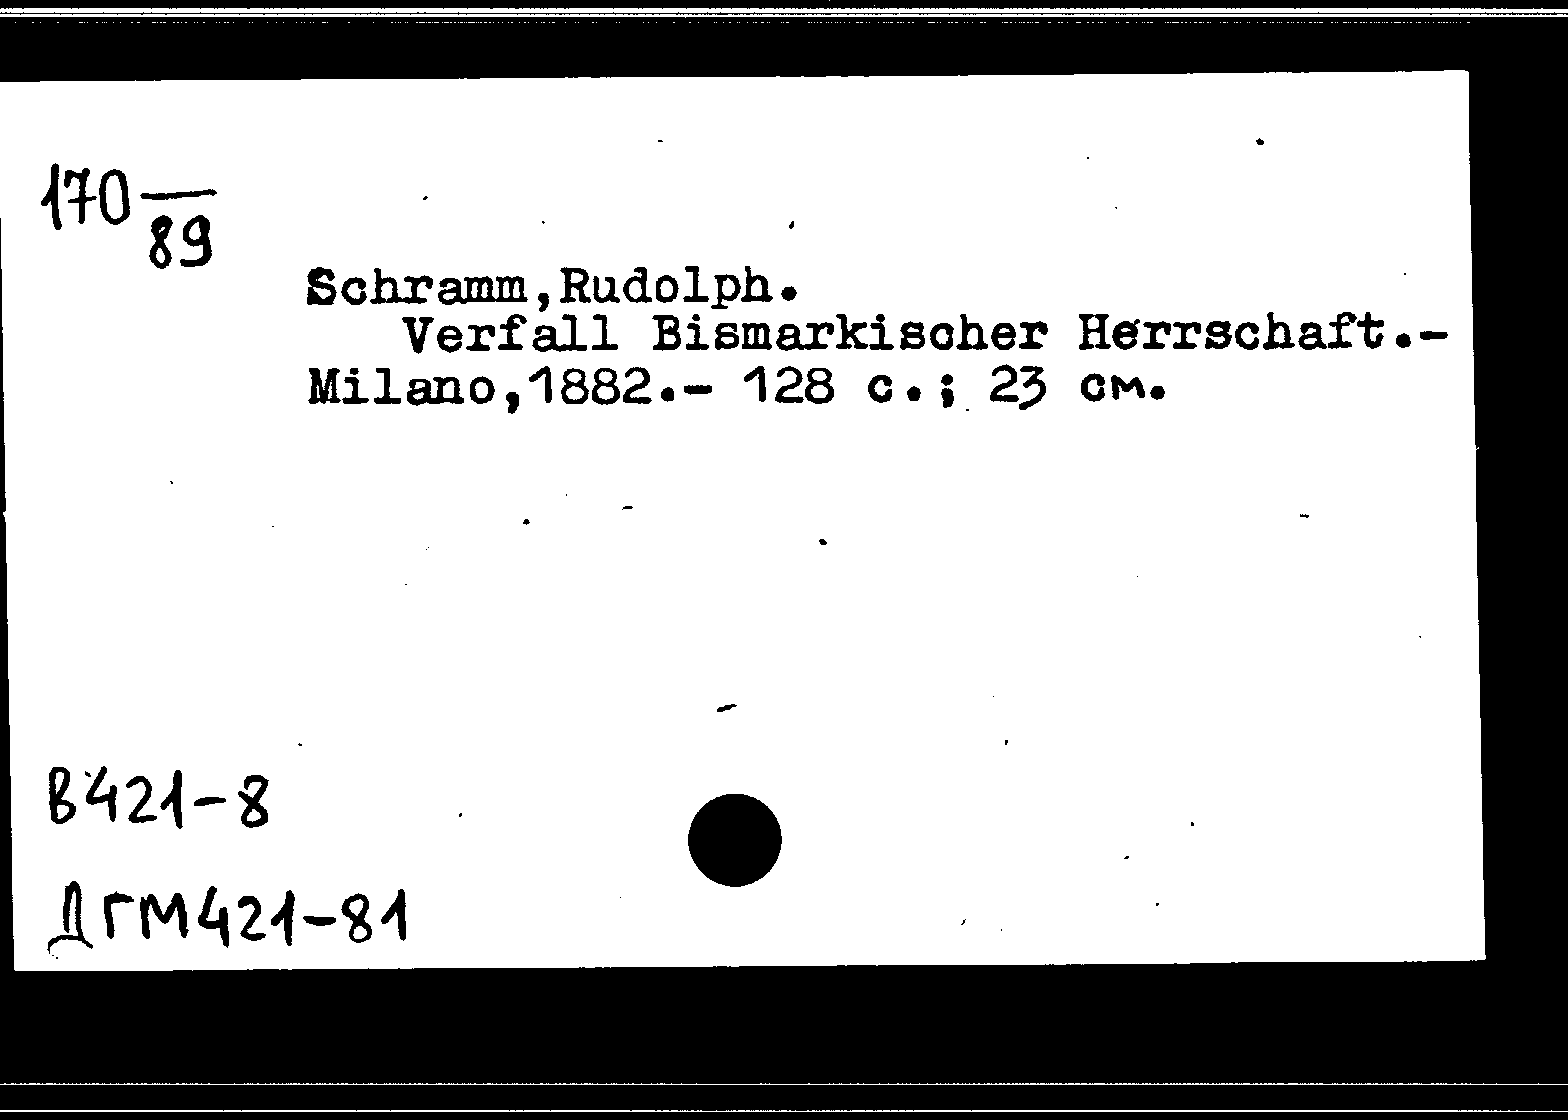 170 —
89
Schramm,Rudolph.
Verfall Bismarkischer Herrschaft.-
Milano,1882.- 128 с.; 23 см.
В421-8
ДГМ421-81